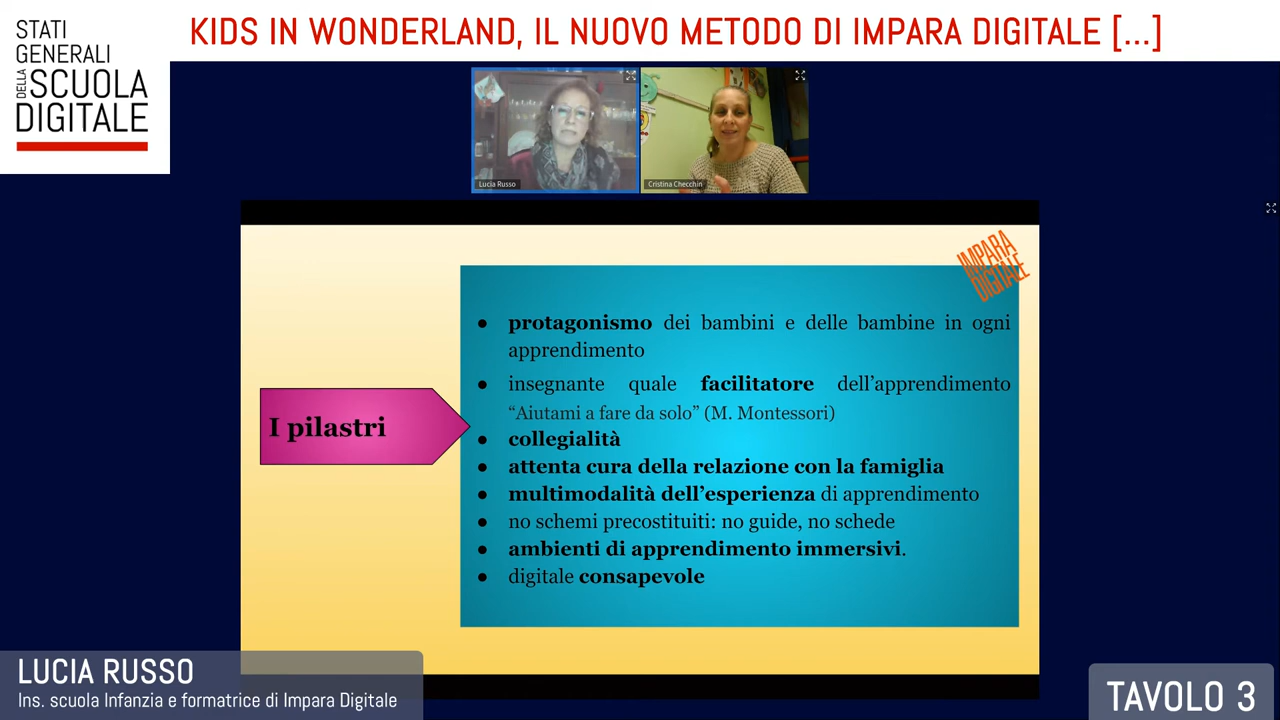 STATI
GENERALI
DELLA SCUOLA
DIGITALE
KIDS IN WONDERLAND, IL NUOVO METODO DI IMPARA DIGITALE [...]
Lucia Russo
Cristina Checchin
IMPARA
DIGITALE
I pilastri
● protagonismo dei bambini e delle bambine in ogni
apprendimento
● insegnante quale facilitatore dell’apprendimento
“Aiutami a fare da solo” (M. Montessori)
● collegialità
● attenta cura della relazione con la famiglia
● multimodalità dell’esperienza di apprendimento
● no schemi precostituiti: no guide, no schede
● ambienti di apprendimento immersivi.
● digitale consapevole
LUCIA RUSSO
Ins. scuola Infanzia e formatrice di Impara Digitale
TAVOLO 3